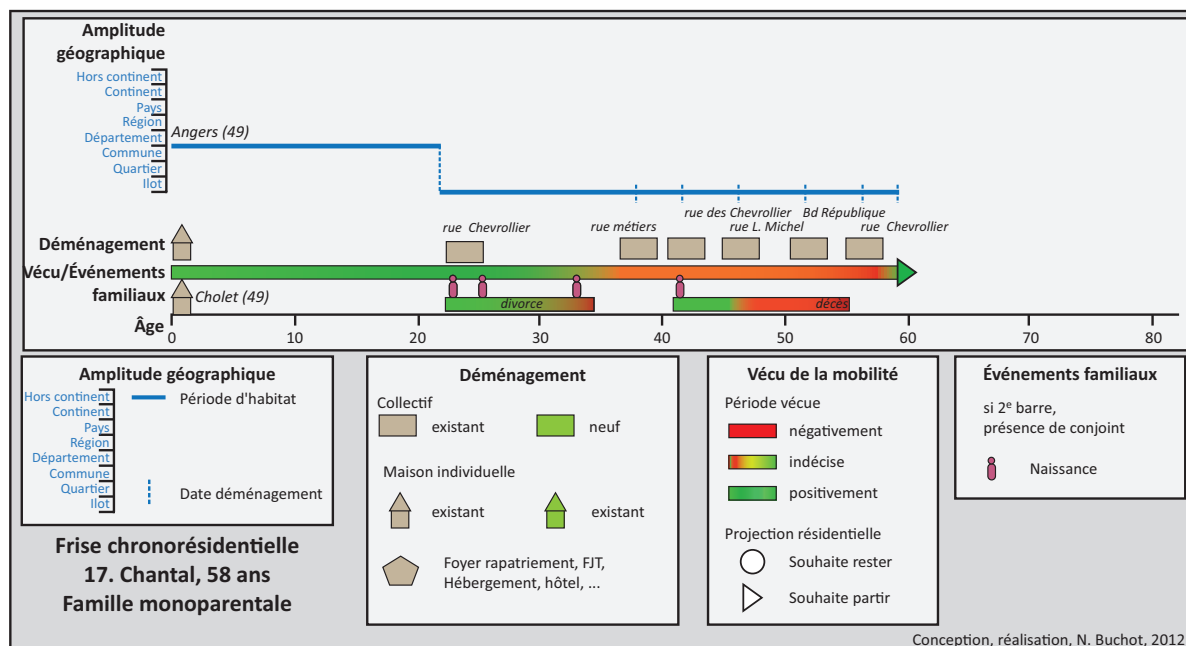 Amplitude
géographique
Hors continent
Continent
Pays
Région
Département
Commune
Quartier
Ilot
Angers (49)
rue Chevrollier
rue métiers
rue des Chevrollier
rue L. Michel
Bd République
rue Chevrollier
Déménagement
Vécu/Événements
familiaux
Cholet (49)
divorce
décès
Âge
0 10 20 30 40 50 60 70 80
Amplitude géographique
Hors continent
Continent
Pays
Région
Département
Commune
Quartier
Ilot
Période d'habitat
Date déménagement
Frise chronorésidentielle
17. Chantal, 58 ans
Famille monoparentale
Déménagement
Collectif
existant neuf
Maison individuelle
existant existant
Foyer rapatriement, FJT,
Hébergement, hôtel, ...
Vécu de la mobilité
Période vécue
négativement
indécise
positivement
Projection résidentielle
Souhaite rester
Souhaite partir
Événements familiaux
si 2e barre,
présence de conjoint
Naissance
Conception, réalisation, N. Buchot, 2012